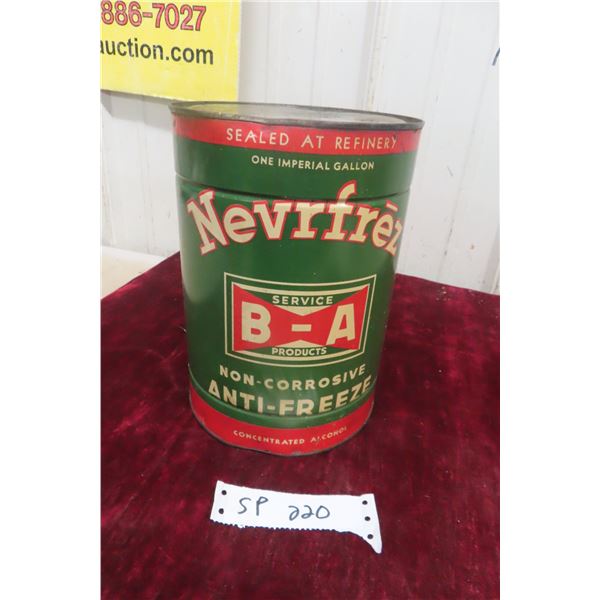 886-7027
auction.com
SEALED AT REFINERY
ONE IMPERIAL GALLON
Nevrfrēz
SERVICE
B-A
PRODUCTS
NON-CORROSIVE
ANTI-FREEZE
CONCENTRATED ALCOHOL
SP 220